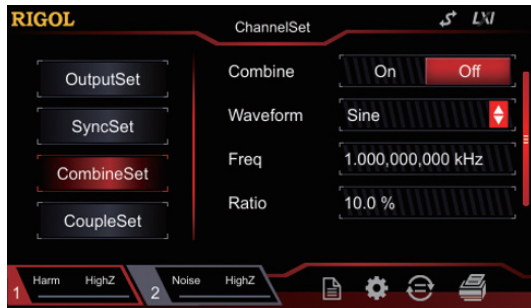 RIGOL
ChannelSet
LXI
OutputSet
SyncSet
CombineSet
CoupleSet
Combine On Off
Waveform Sine
Freq 1.000,000,000 kHz
Ratio 10.0 %
1 Harm HighZ
2 Noise HighZ